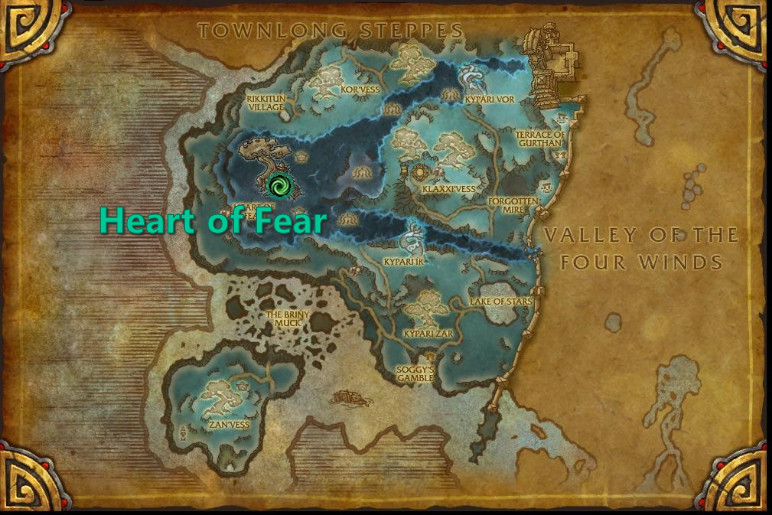 TOWNLONG STEPPES
KOR'VESS
RIKKITUN
VILLAGE
KYPARI VOR
TERRACE OF
GURTHAN
KLAXXI'VESS
FORGOTTEN
MIRE
Heart of Fear
VALLEY OF THE
FOUR WINDS
KYPARI IK
LAKE OF STARS
THE BRINY
MUCK
KYPARI ZAR
SOGGY'S
GAMBLE
ZAN'VESS